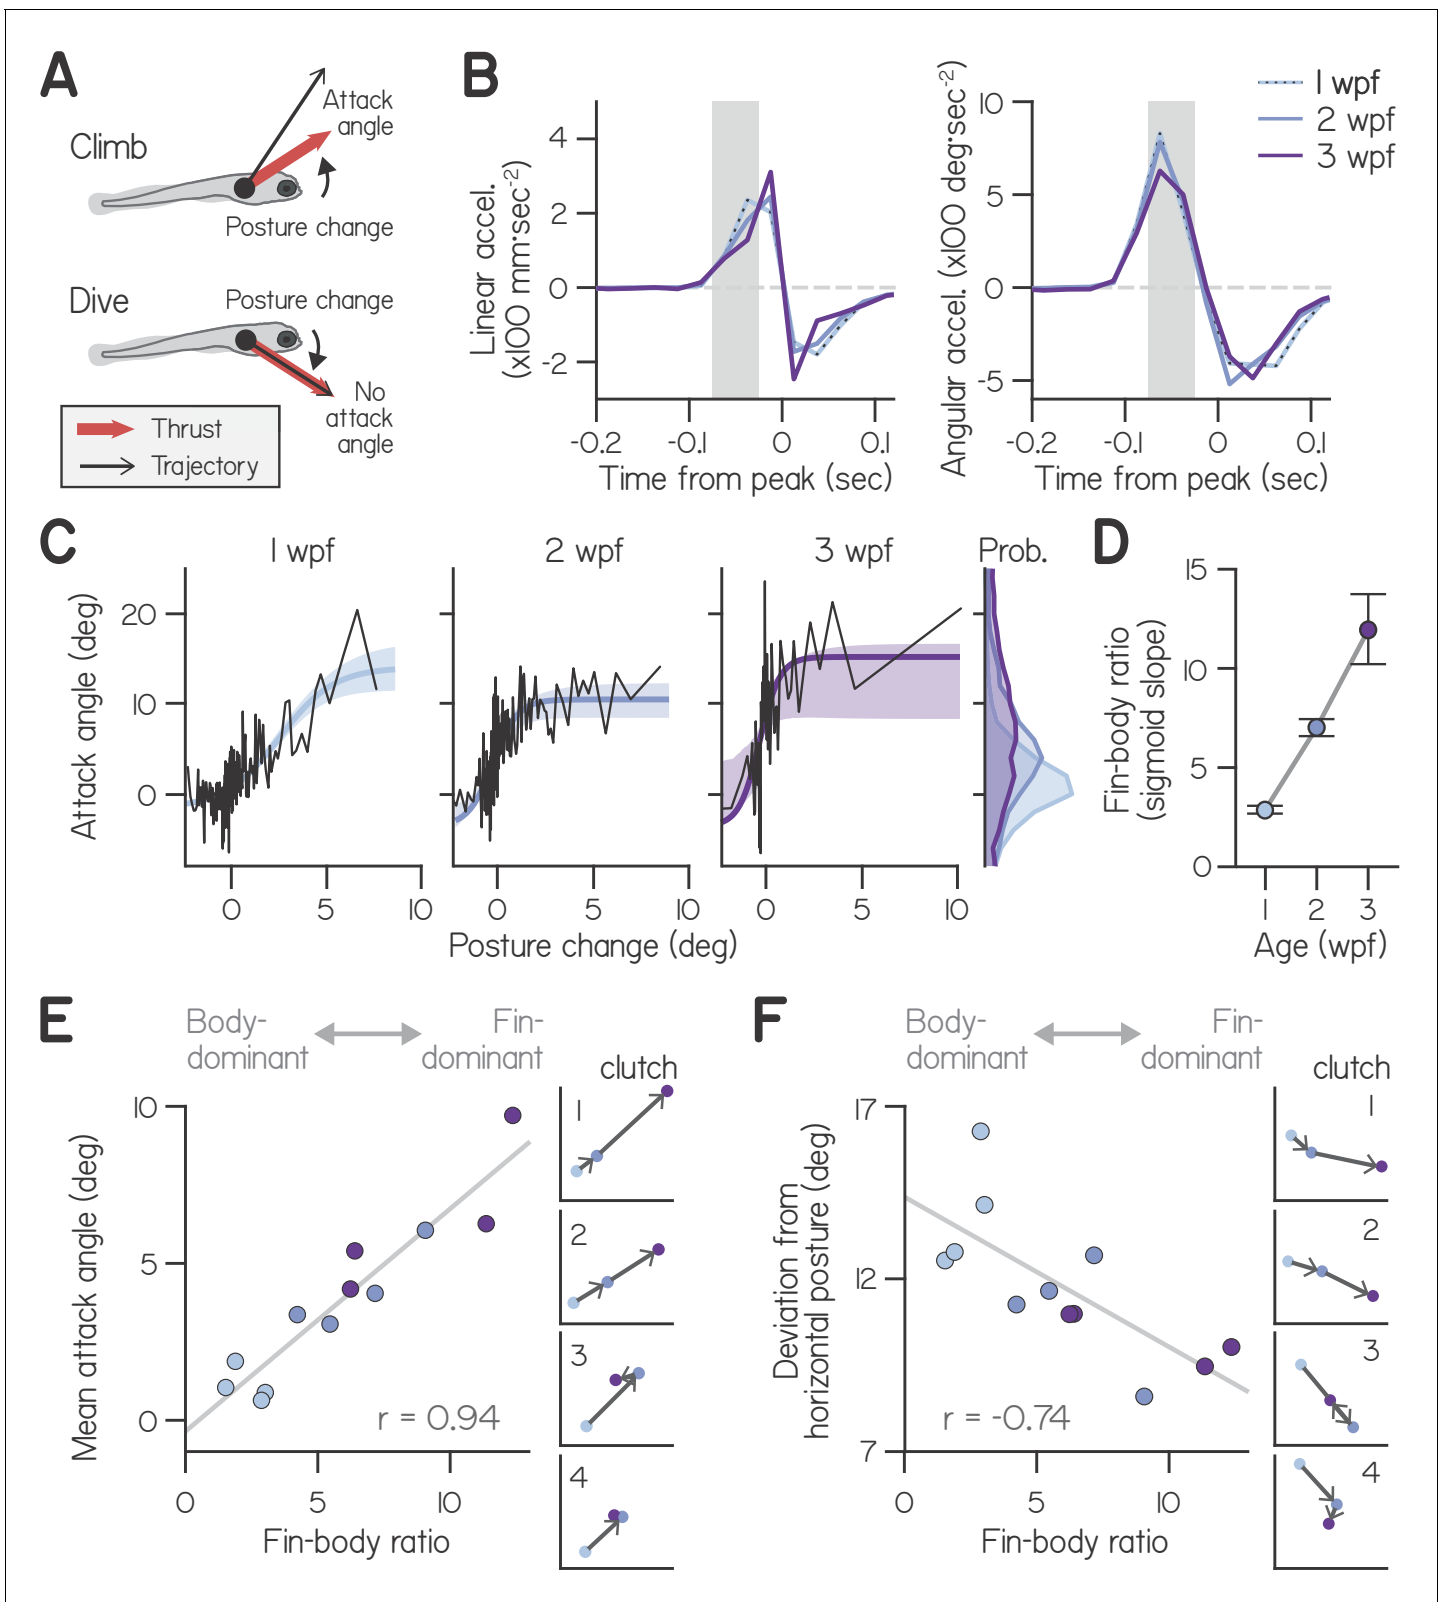 A
Climb
Attack
angle
Posture change
Dive
Posture change
No
attack
angle
Thrust
Trajectory
B
Linear accel.
(x100 mm·sec-2)
4
2
0
-2
-0.2
-0.1
0
0.1
Time from peak (sec)
Angular accel. (x100 deg·sec-2)
10
5
0
-5
-0.2
-0.1
0
0.1
Time from peak (sec)
1 wpf
2 wpf
3 wpf
C
1 wpf
2 wpf
3 wpf
Prob.
Attack angle (deg)
20
10
0
0
5
10
0
5
10
0
5
10
Posture change (deg)
D
Fin-body ratio
(sigmoid slope)
15
10
5
0
1
2
3
Age (wpf)
E
Body-
dominant
Fin-
dominant
Mean attack angle (deg)
10
5
0
r = 0.94
0
5
10
Fin-body ratio
clutch
1
2
3
4
F
Body-
dominant
Fin-
dominant
Deviation from
horizontal posture (deg)
17
12
7
r = -0.74
0
5
10
Fin-body ratio
clutch
1
2
3
4